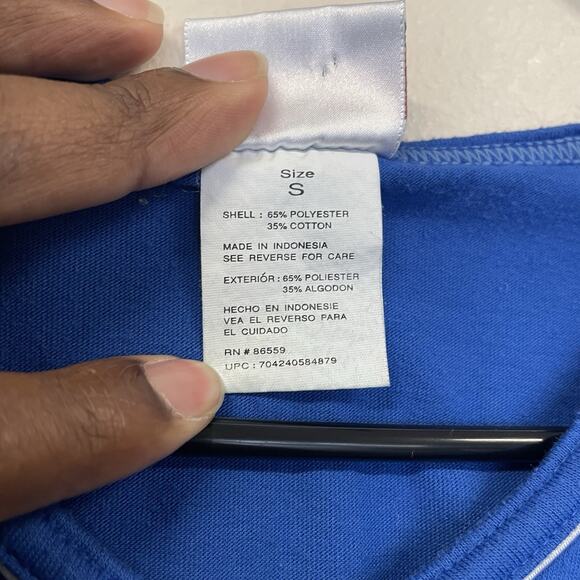 Size
S
SHELL : 65% POLYESTER
35% COTTON
MADE IN INDONESIA
SEE REVERSE FOR CARE
EXTERIÓR : 65% POLIESTER
35% ALGODON
HECHO EN INDONESIE
VEA EL REVERSO PARA
EL CUIDADO
RN # 86559
UPC : 704240584879